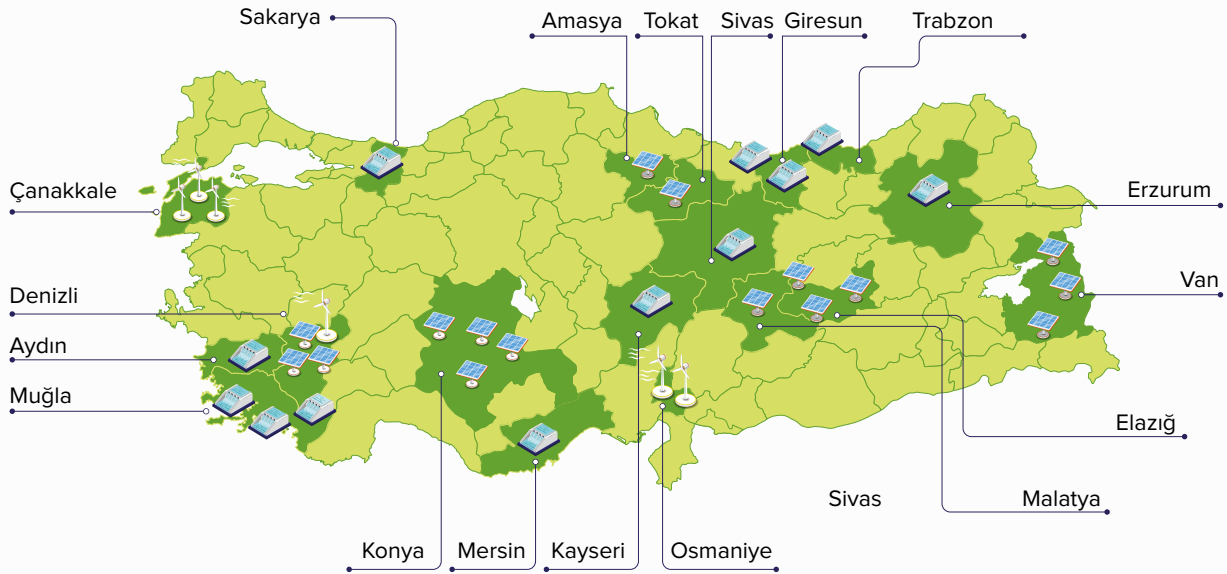 Sakarya
Amasya
Tokat
Sivas
Giresun
Trabzon
Çanakkale
Erzurum
Denizli
Van
Aydın
Muğla
Elazığ
Sivas
Malatya
Konya
Mersin
Kayseri
Osmaniye